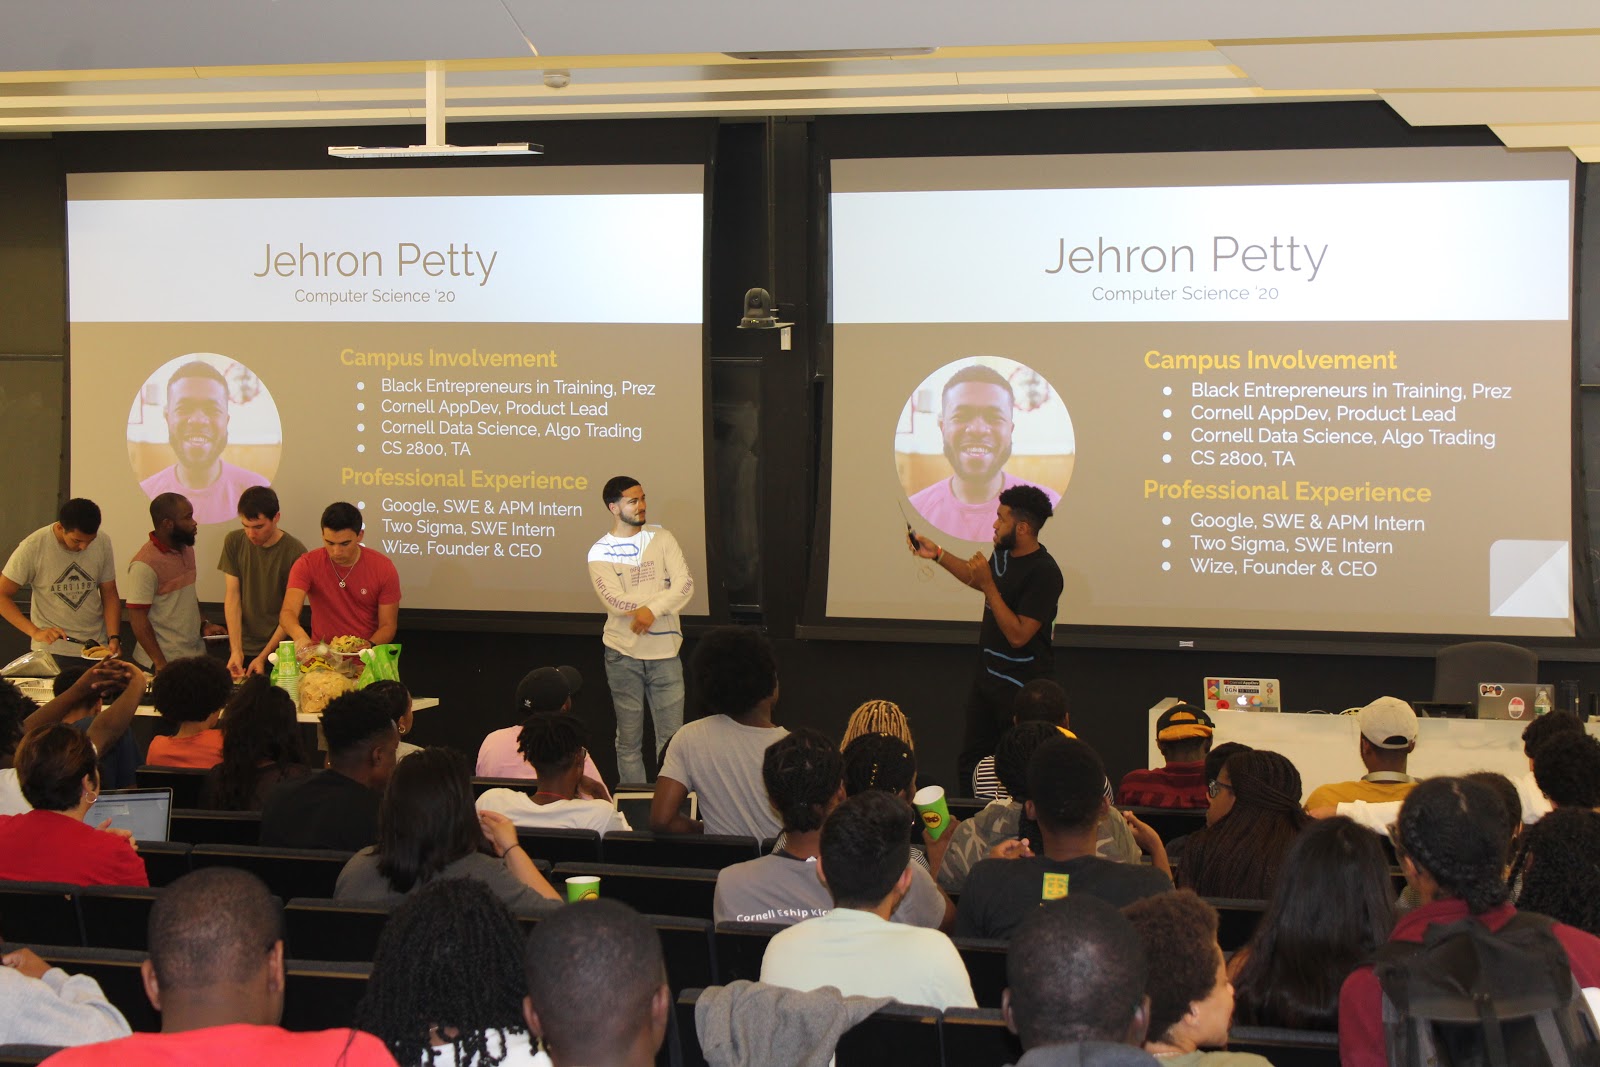 Jehron Petty
Computer Science '20
Campus Involvement
• Black Entrepreneurs in Training, Prez
• Cornell AppDev, Product Lead
• Cornell Data Science, Algo Trading
• CS 2800, TA
Professional Experience
• Google, SWE & APM Intern
• Two Sigma, SWE Intern
• Wize, Founder & CEO
Jehron Petty
Computer Science '20
Campus Involvement
• Black Entrepreneurs in Training, Prez
• Cornell AppDev, Product Lead
• Cornell Data Science, Algo Trading
• CS 2800, TA
Professional Experience
• Google, SWE & APM Intern
• Two Sigma, SWE Intern
• Wize, Founder & CEO
INFLUENCER
Cornell Eship